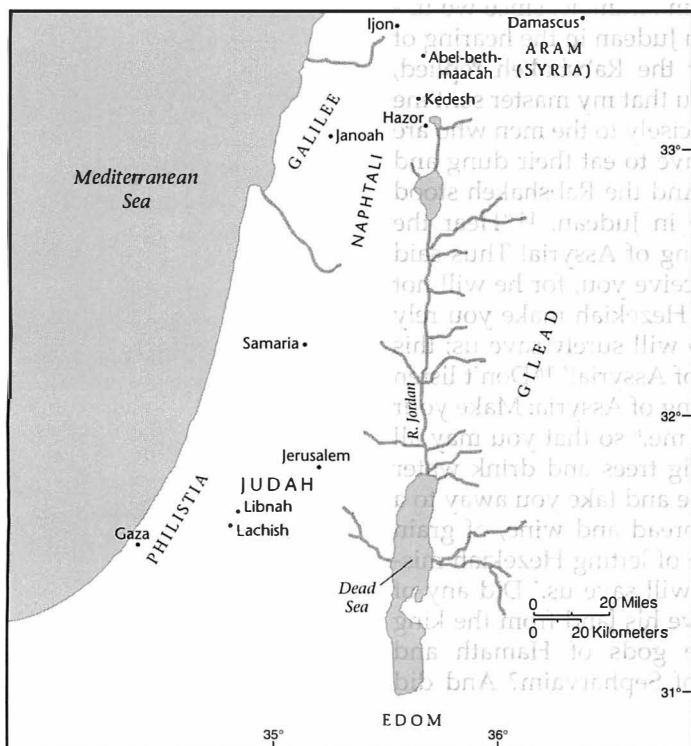 Ijon
Damascus
Abel-beth-
maacah
ARAM
(SYRIA)
Kedesh
Hazor
GALILEE
Janoah
33°
Mediterranean
Sea
NAPHTALI
GILEAD
Samaria
R. Jordan
32°
Jerusalem
JUDAH
Libnah
Lachish
Gaza
PHILISTIA
Dead
Sea
0 20 Miles
0 20 Kilometers
31°
EDOM
35° 36°